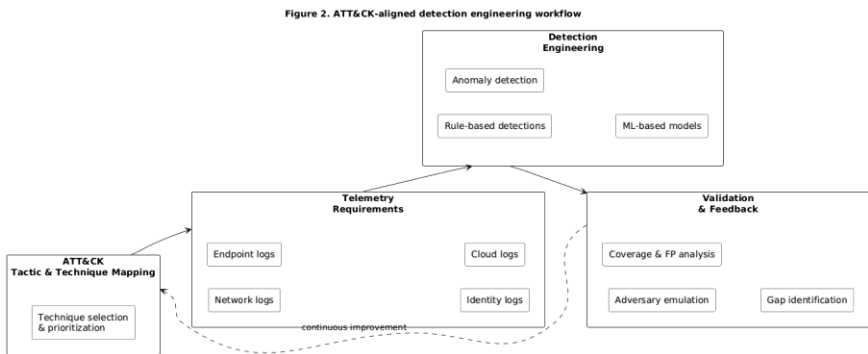 Figure 2. ATT&CK-aligned detection engineering workflow
Detection
Engineering
Anomaly detection
Rule-based detections
ML-based models
Telemetry
Requirements
Endpoint logs
Cloud logs
Network logs
Identity logs
Validation
& Feedback
Coverage & FP analysis
Adversary emulation
Gap identification
ATT&CK
Tactic & Technique Mapping
Technique selection
& prioritization
continuous improvement